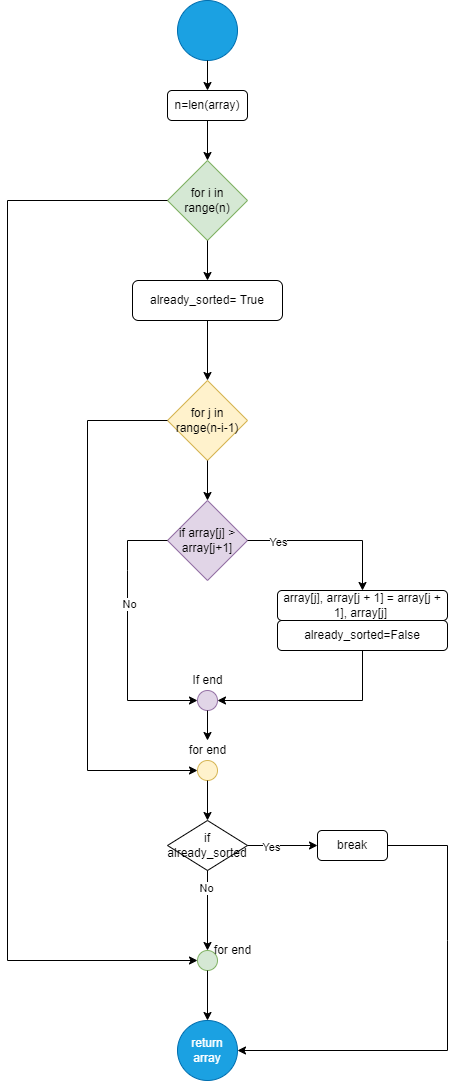 n=len(array)
for i in
range(n)
already_sorted= True
for j in
range(n-i-1)
if array[j] >
array[j+1]
Yes
array[j], array[j + 1] = array[j +
1], array[j]
already_sorted=False
No
If end
for end
if
already_sorted
Yes
break
No
for end
return
array